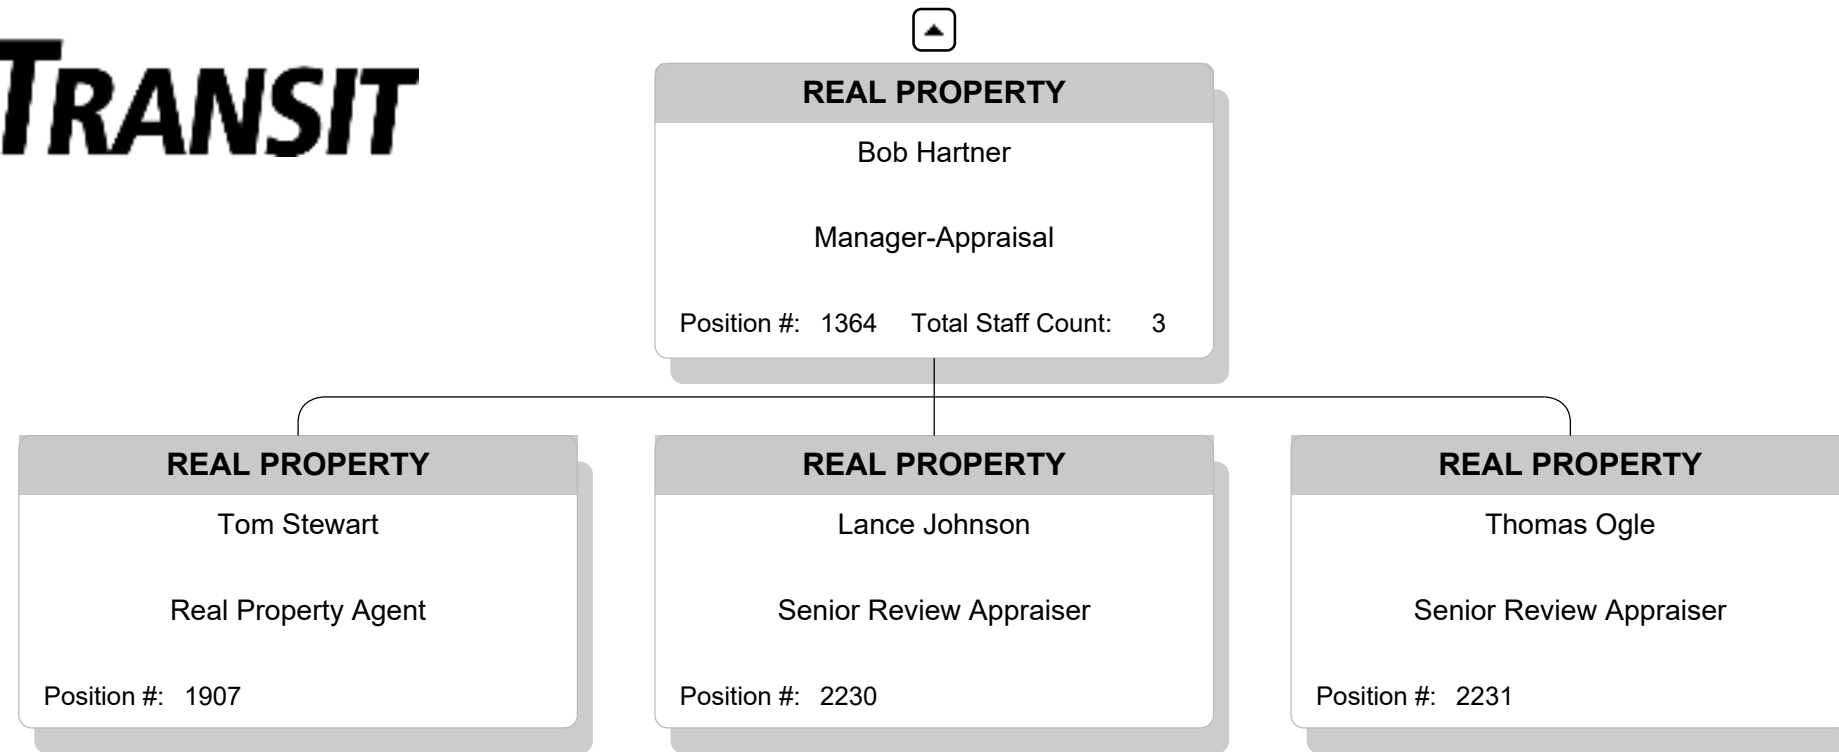 TRANSIT
REAL PROPERTY
Bob Hartner
Manager-Appraisal
Position #: 1364 Total Staff Count: 3
REAL PROPERTY
Tom Stewart
Real Property Agent
Position #: 1907
REAL PROPERTY
Lance Johnson
Senior Review Appraiser
Position #: 2230
REAL PROPERTY
Thomas Ogle
Senior Review Appraiser
Position #: 2231